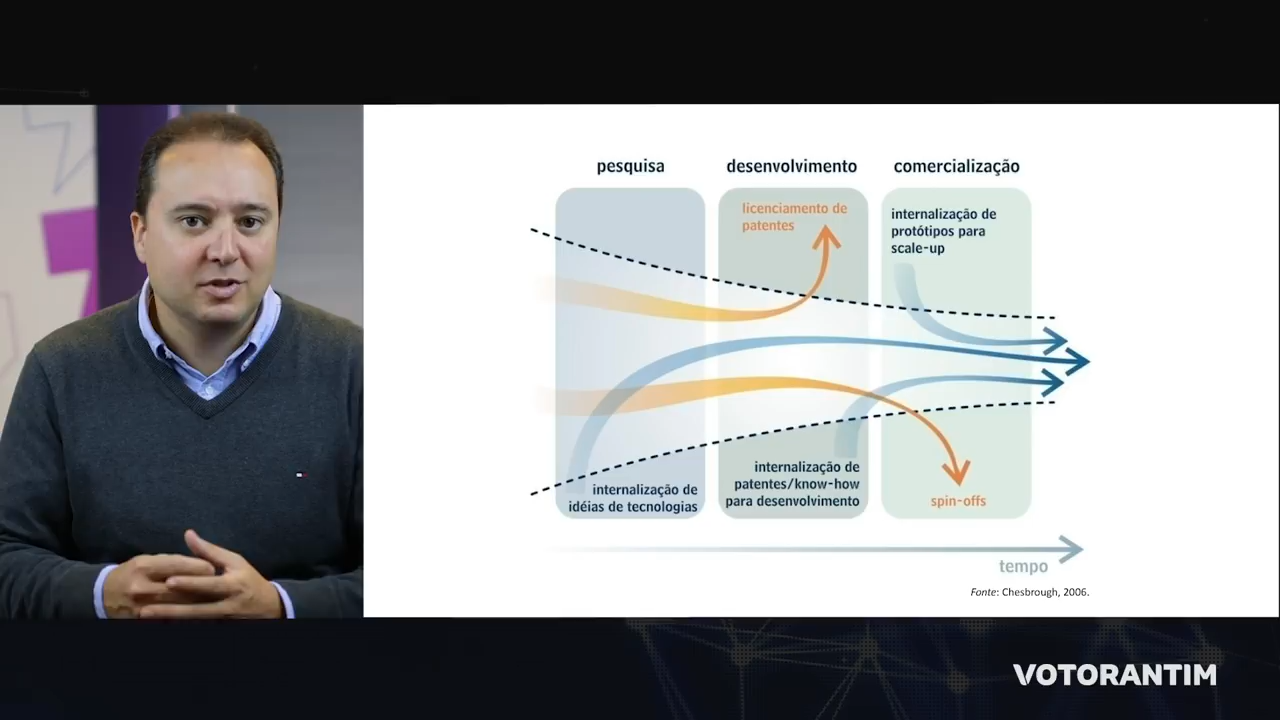 pesquisa
desenvolvimento
comercialização
licenciamento de
patentes
internalização de
protótipos para
scale-up
internalização de
idéias de tecnologias
internalização de
patentes/know-how
para desenvolvimento
spin-offs
tempo
Fonte: Chesbrough, 2006.
VOTORANTIM